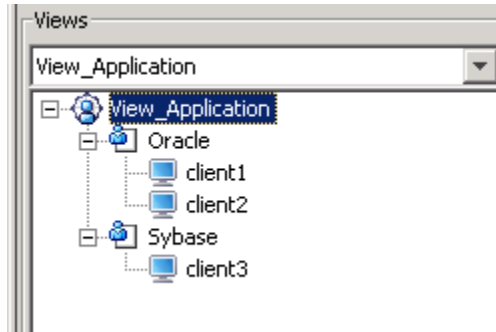 Views
View_Application
View_Application
Oracle
client1
client2
Sybase
client3